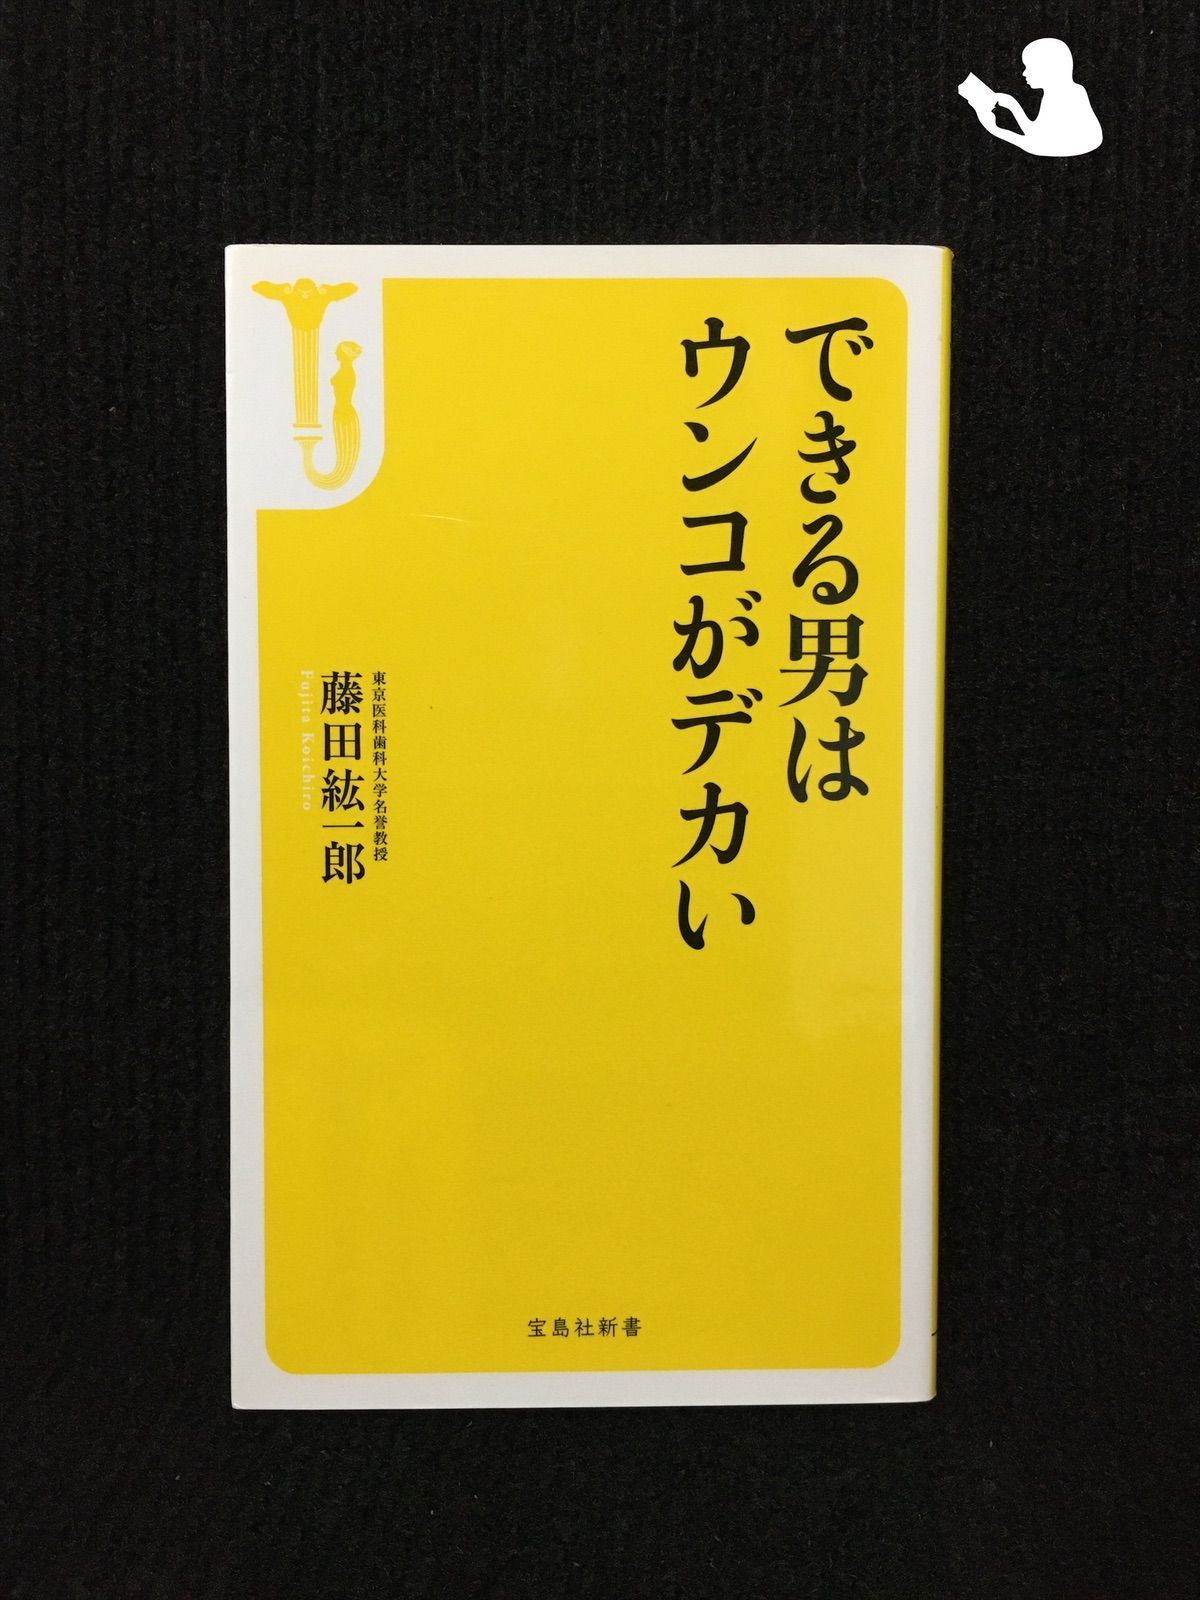 できる男は
ウンコがデカい
東京医科歯科大学名誉教授
藤田紘一郎
Fujita Koichiro
宝島社新書